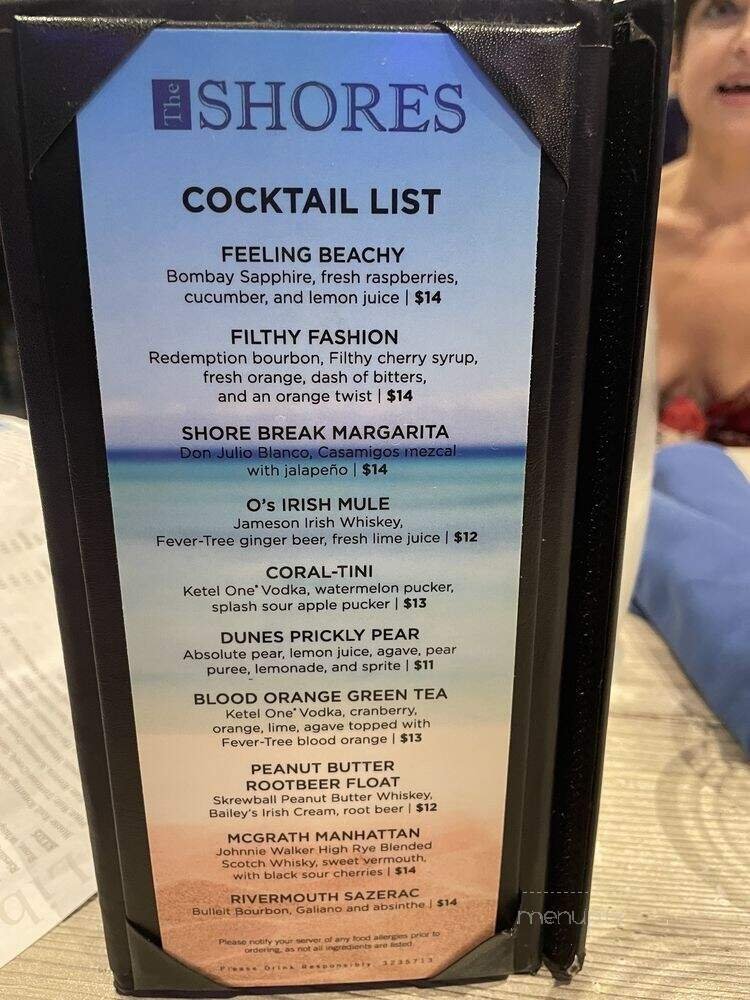 The SHORES
COCKTAIL LIST
FEELING BEACHY
Bombay Sapphire, fresh raspberries,
cucumber, and lemon juice | $14
FILTHY FASHION
Redemption bourbon, Filthy cherry syrup,
fresh orange, dash of bitters,
and an orange twist | $14
SHORE BREAK MARGARITA
Don Julio Blanco, Casamigos mezcal
with jalapeño | $14
O's IRISH MULE
Jameson Irish Whiskey,
Fever-Tree ginger beer, fresh lime juice | $12
CORAL-TINI
Ketel One® Vodka, watermelon pucker,
splash sour apple pucker | $13
DUNES PRICKLY PEAR
Absolute pear, lemon juice, agave, pear
puree, lemonade, and sprite | $11
BLOOD ORANGE GREEN TEA
Ketel One® Vodka, cranberry,
orange, lime, agave topped with
Fever-Tree blood orange | $13
PEANUT BUTTER
ROOTBEER FLOAT
Skrewball Peanut Butter Whiskey,
Bailey's Irish Cream, root beer | $12
MCGRATH MANHATTAN
Johnnie Walker High Rye Blended
Scotch Whisky, sweet vermouth,
with black sour cherries | $14
RIVERMOUTH SAZERAC
Bulleit Bourbon, Galiano and absinthe | $14
Please notify your server of any food allergies prior to
ordering, as not all ingredients are listed.
Please Drink Responsibly. 3235713